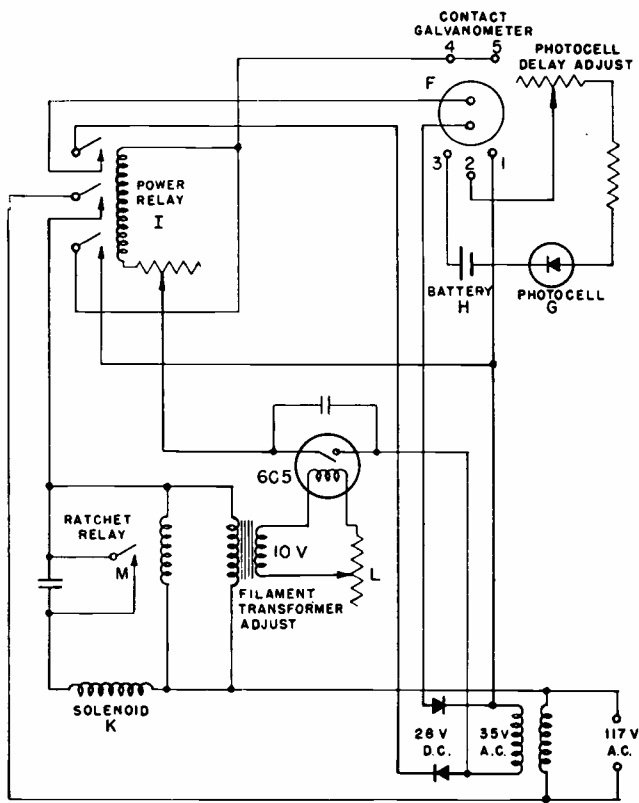 CONTACT
GALVANOMETER
4 5
PHOTOCELL
DELAY ADJUST
F
3 2 1
POWER
RELAY
I
BATTERY
H
PHOTOCELL
G
6C5
RATCHET
RELAY
M
10 V
L
FILAMENT
TRANSFORMER
ADJUST
SOLENOID
K
28 V
D.C.
35V
A.C.
117 V
A.C.